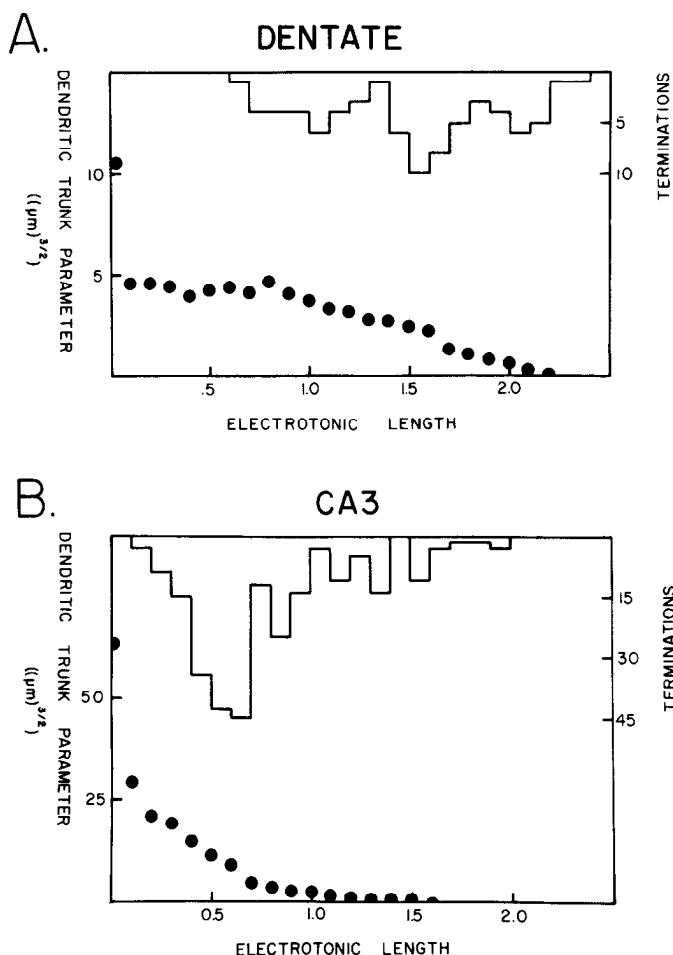 A.
DENTATE
DENDRITIC TRUNK PARAMETER
((μm)^3/2)
10
5
TERMINATIONS
5
10
.5
1.0
1.5
2.0
ELECTROTONIC LENGTH
B.
CA3
DENDRITIC TRUNK PARAMETER
((μm)^3/2)
50
25
TERMINATIONS
15
30
45
0.5
1.0
1.5
2.0
ELECTROTONIC LENGTH